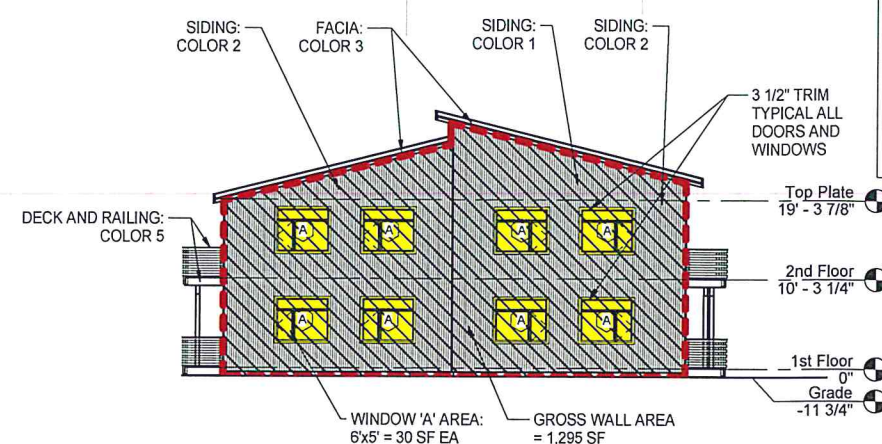 SIDING:
COLOR 2
FACIA:
COLOR 3
SIDING:
COLOR 1
SIDING:
COLOR 2
3 1/2" TRIM
TYPICAL ALL
DOORS AND
WINDOWS
Top Plate
19' - 3 7/8"
DECK AND RAILING:
COLOR 5
A
A
A
A
2nd Floor
10' - 3 1/4"
A
A
A
A
1st Floor
0"
Grade
-11 3/4"
WINDOW 'A' AREA:
6'x5' = 30 SF EA
GROSS WALL AREA
= 1,295 SF